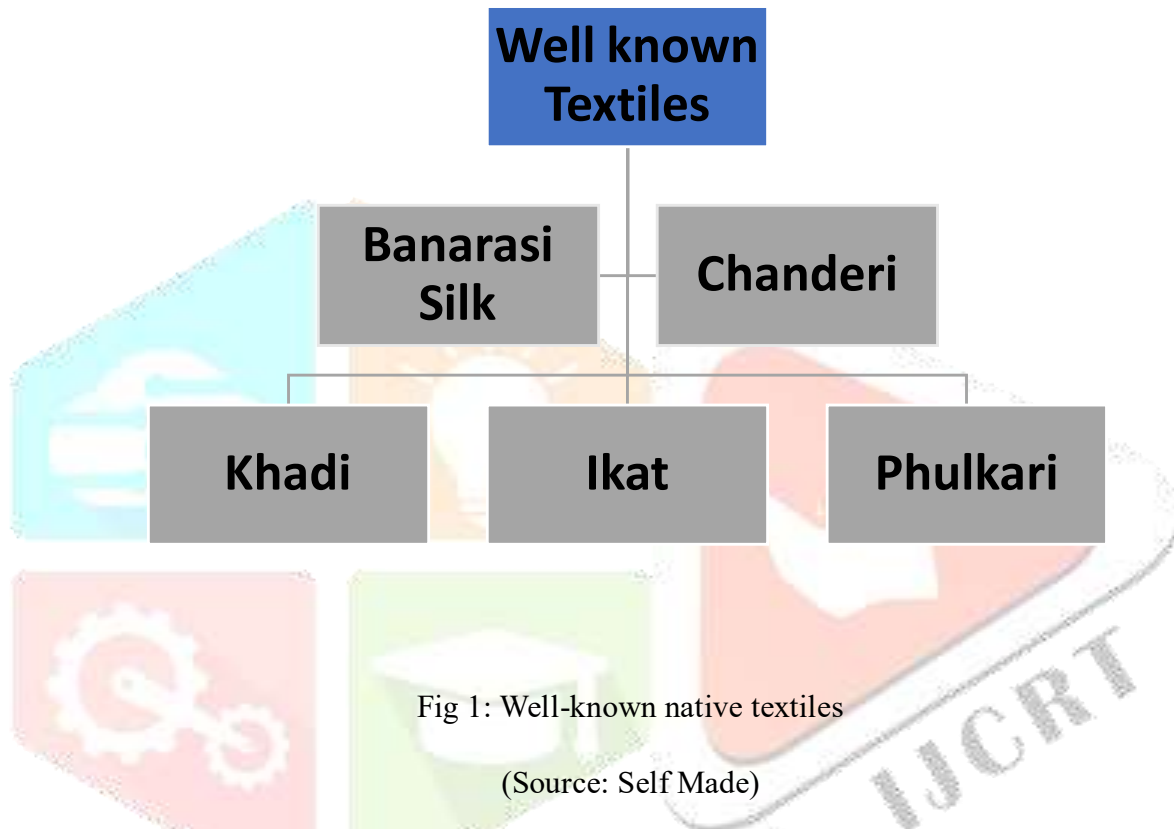 Well known
Textiles
Banarasi
Silk
Chanderi
Khadi
Ikat
Phulkari
Fig 1: Well-known native textiles
(Source: Self Made)
IJCRT